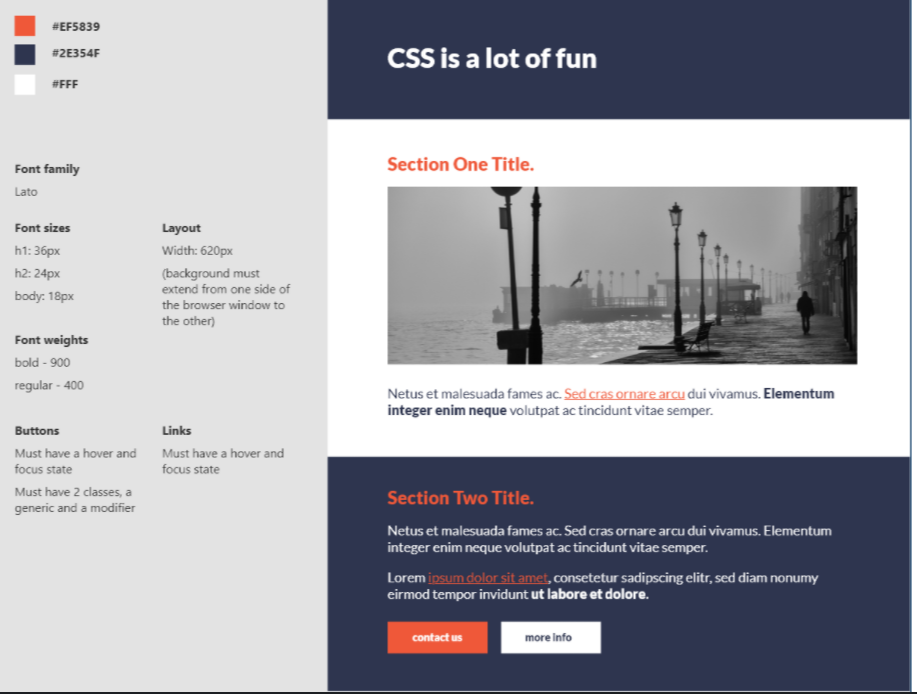 #EF5839
#2E354F
#FFF
Font family
Lato
Font sizes
h1: 36px
h2: 24px
body: 18px
Font weights
bold - 900
regular - 400
Layout
Width: 620px
(background must
extend from one side of
the browser window to
the other)
Buttons
Must have a hover and
focus state
Must have 2 classes, a
generic and a modifier
Links
Must have a hover and
focus state
CSS is a lot of fun
Section One Title.
Netus et malesuada fames ac. Sed cras ornare arcu dui vivamus. Elementum
integer enim neque volutpat ac tincidunt vitae semper.
Section Two Title.
Netus et malesuada fames ac. Sed cras ornare arcu dui vivamus. Elementum
integer enim neque volutpat ac tincidunt vitae semper.
Lorem ipsum dolor sit amet, consetetur sadipscing elitr, sed diam nonumy
eirmod tempor invidunt ut labore et dolore.
contact us
more info